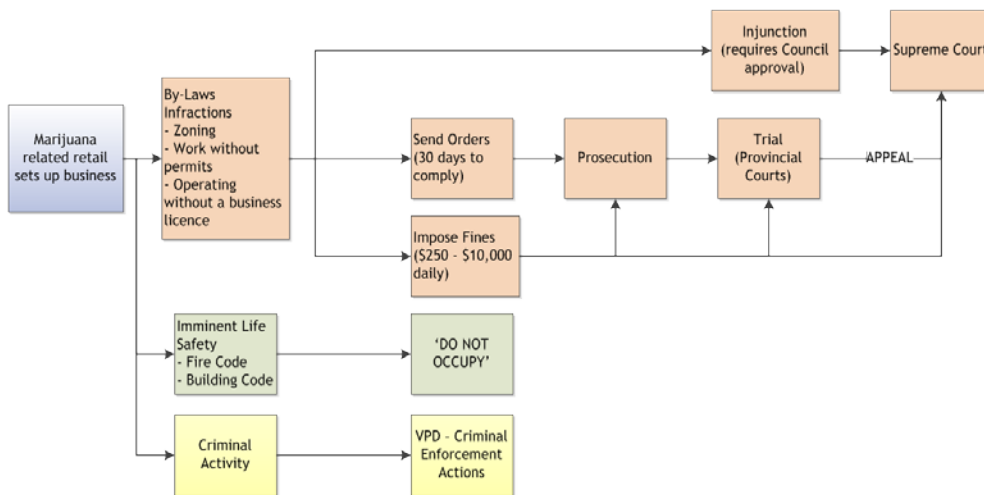 Marijuana
related retail
sets up business
By-Laws
Infractions
- Zoning
- Work without
permits
- Operating
without a business
licence
Injunction
(requires Council
approval)
Supreme Court
Send Orders
(30 days to
comply)
Prosecution
Trial
(Provincial
Courts)
APPEAL
Impose Fines
($250 - $10,000
daily)
Imminent Life
Safety
- Fire Code
- Building Code
'DO NOT
OCCUPY'
Criminal
Activity
VPD - Criminal
Enforcement
Actions